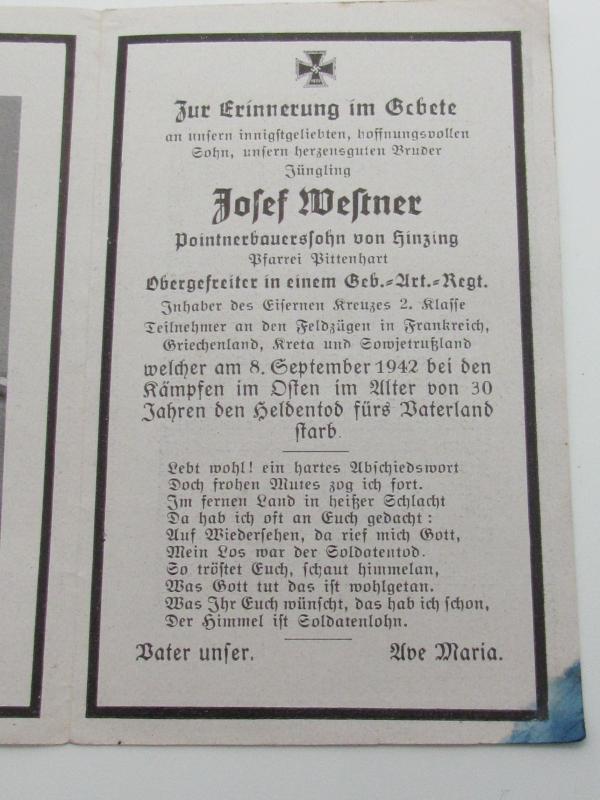 Zur Erinnerung im Gebete
an unsern innigstgeliebten, hoffnungsvollen
Sohn, unsern herzensguten Bruder
Jüngling
Josef Westner
Pointnerbauerssohn von Hinzing
Pfarrei Pittenhart
Obergefreiter in einem Geb.-Art.-Regt.
Inhaber des Eisernen Kreuzes 2. Klasse
Teilnehmer an den Feldzügen in Frankreich,
Griechenland, Kreta und Sowjetrußland
welcher am 8. September 1942 bei den
Kämpfen im Osten im Alter von 30
Jahren den Heldentod fürs Vaterland
starb.
Lebt wohl! ein hartes Abschiedswort
Doch frohen Mutes zog ich fort.
Im fernen Land in heißer Schlacht
Da hab ich oft an Euch gedacht:
Auf Wiedersehen, da rief mich Gott,
Mein Los war der Soldatentod.
So tröstet Euch, schaut himmelan,
Was Gott tut das ist wohlgetan.
Was Ihr Euch wünscht, das hab ich schon,
Der Himmel ist Soldatenlohn.
Vater unser. Ave Maria.